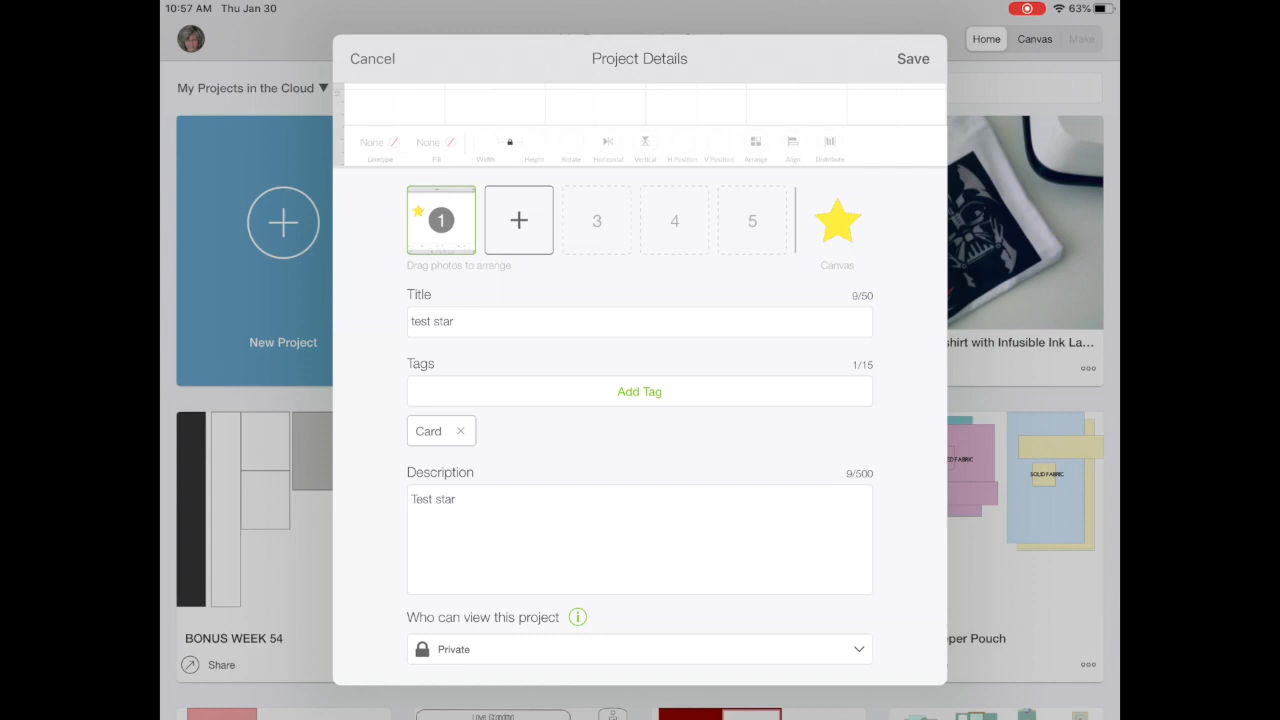 10:57 AM Thu Jan 30
63%
Home Canvas Make
Cancel Project Details Save
My Projects in the Cloud ▼
None None
Linetype Fill Width Height Rotate Horizontal Vertical H Position V Position Arrange Align Distribute
1 + 3 4 5
Drag photos to arrange Canvas
Title 9/50
test star
New Project
shirt with Infusible Ink La...
Tags 1/15
Add Tag
Card ×
Description 9/500
Test star
SOLID FABRIC
Who can view this project
Private
BONUS WEEK 54
Share
per Pouch